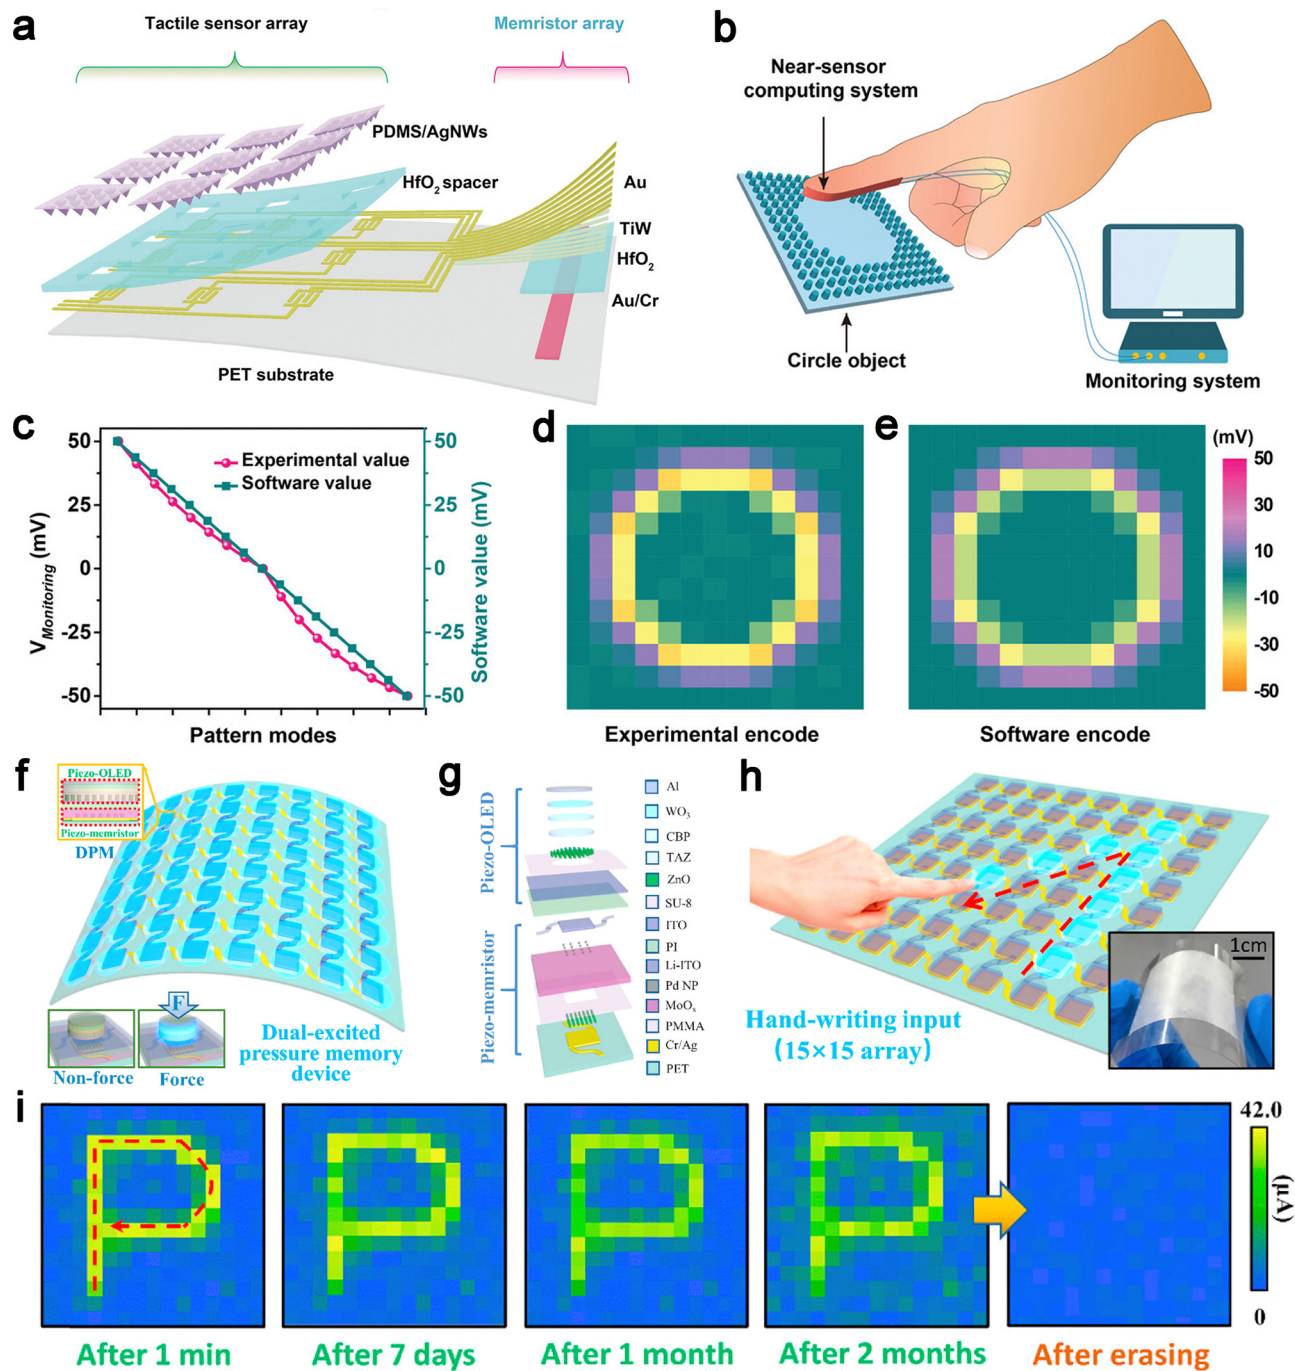 a
Tactile sensor array
Memristor array
PDMS/AgNWs
HfO₂ spacer
Au
TiW
HfO₂
Au/Cr
PET substrate
b
Near-sensor
computing system
Circle object
Monitoring system
c
50
25
0
-25
-50
V_Monitoring (mV)
Experimental value
Software value
50
25
0
-25
-50
Software value (mV)
Pattern modes
d
Experimental encode
e
Software encode
(mV)
50
30
10
-10
-30
-50
f
Piezo-OLED
Piezo-memristor
DPM
F
Non-force
Force
Dual-excited
pressure memory
device
g
Piezo-OLED
Piezo-memristor
Al
WO₃
CBP
TAZ
ZnO
SU-8
ITO
PI
Li-ITO
Pd NP
MoOₓ
PMMA
Cr/Ag
PET
h
Hand-writing input
(15×15 array)
1cm
i
After 1 min
After 7 days
After 1 month
After 2 months
After erasing
42.0
(μA)
0